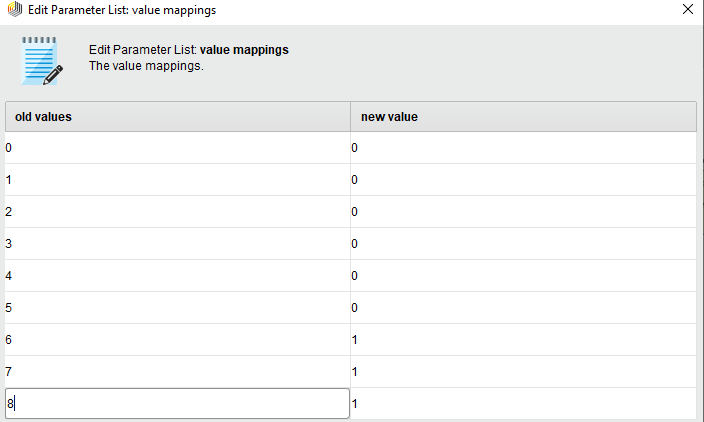 Edit Parameter List: value mappings
Edit Parameter List: value mappings
The value mappings.
old values new value
0 0
1 0
2 0
3 0
4 0
5 0
6 1
7 1
8 1